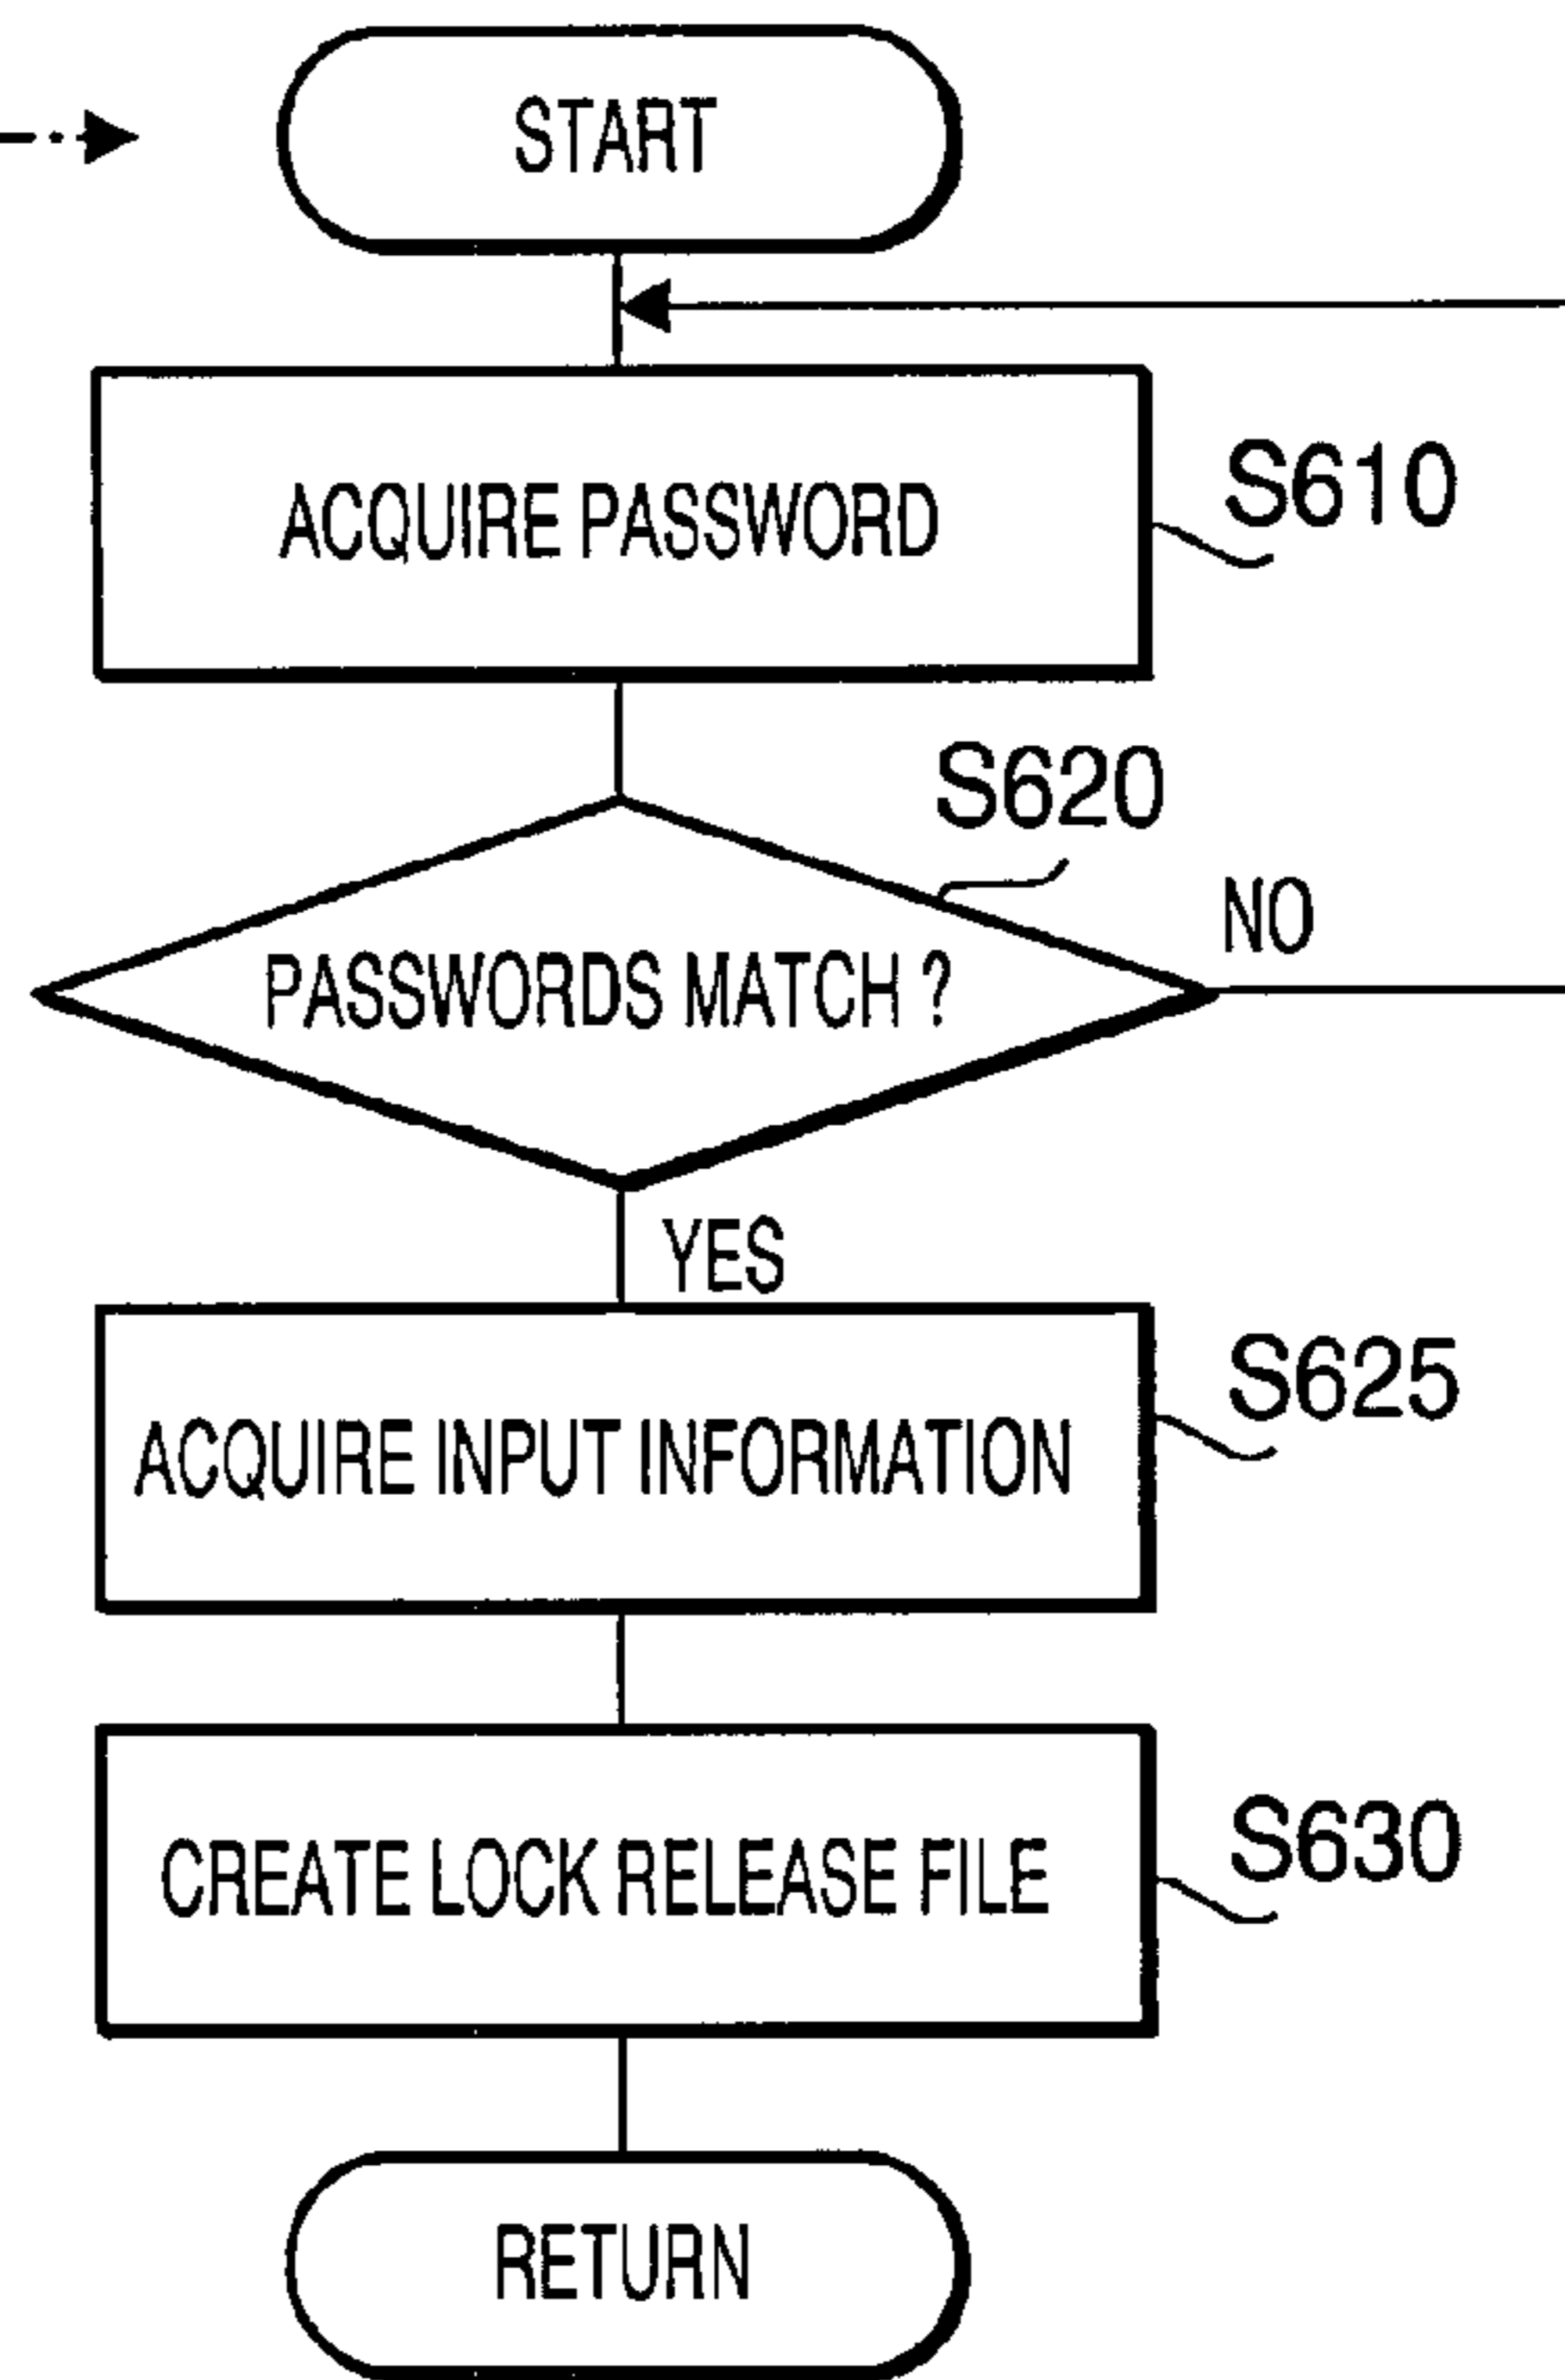 START
ACQUIRE PASSWORD
S610
S620
PASSWORDS MATCH ?
NO
YES
ACQUIRE INPUT INFORMATION
S625
CREATE LOCK RELEASE FILE
S630
RETURN